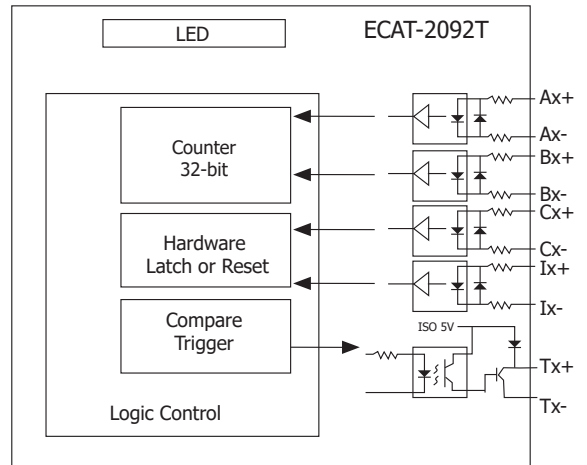 LED
ECAT-2092T
Counter
32-bit
Hardware
Latch or Reset
Compare
Trigger
Logic Control
Ax+
Ax-
Bx+
Bx-
Cx+
Cx-
Ix+
Ix-
ISO 5V
Tx+
Tx-